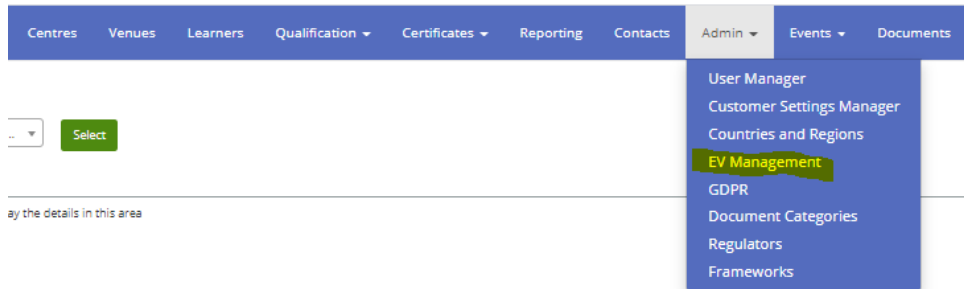 Centres Venues Learners Qualification Certificates Reporting Contacts Admin Events Documents
User Manager
Customer Settings Manager
Countries and Regions
.. Select
EV Management
GDPR
ay the details in this area
Document Categories
Regulators
Frameworks